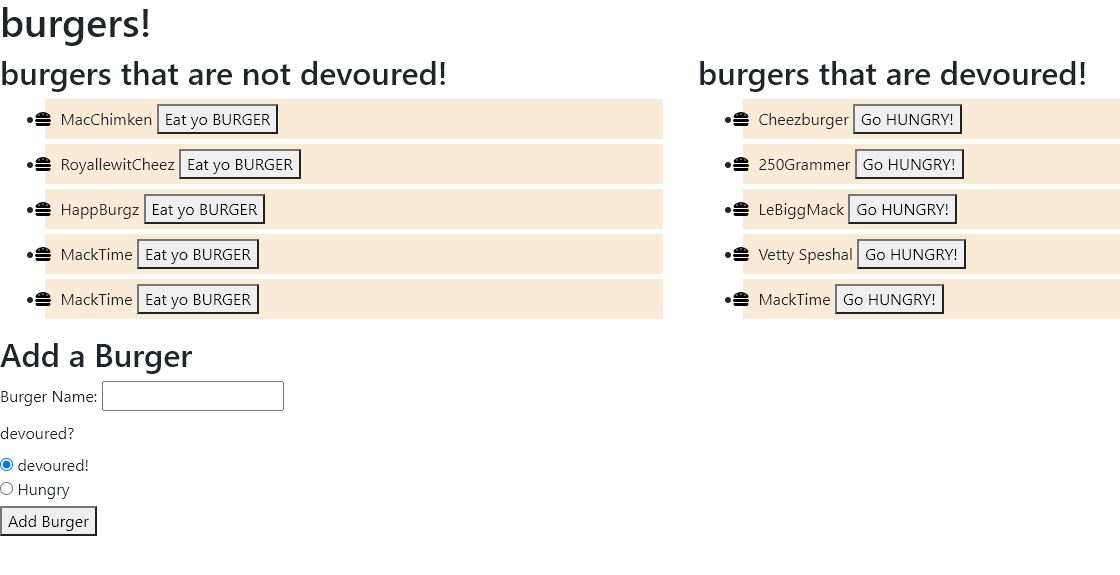 burgers!
burgers that are not devoured!
MacChimken Eat yo BURGER
RoyallewitCheez Eat yo BURGER
HappBurgz Eat yo BURGER
MackTime Eat yo BURGER
MackTime Eat yo BURGER
burgers that are devoured!
Cheezburger Go HUNGRY!
250Grammer Go HUNGRY!
LeBiggMack Go HUNGRY!
Vetty Speshal Go HUNGRY!
MackTime Go HUNGRY!
Add a Burger
Burger Name:
devoured?
devoured!
Hungry
Add Burger